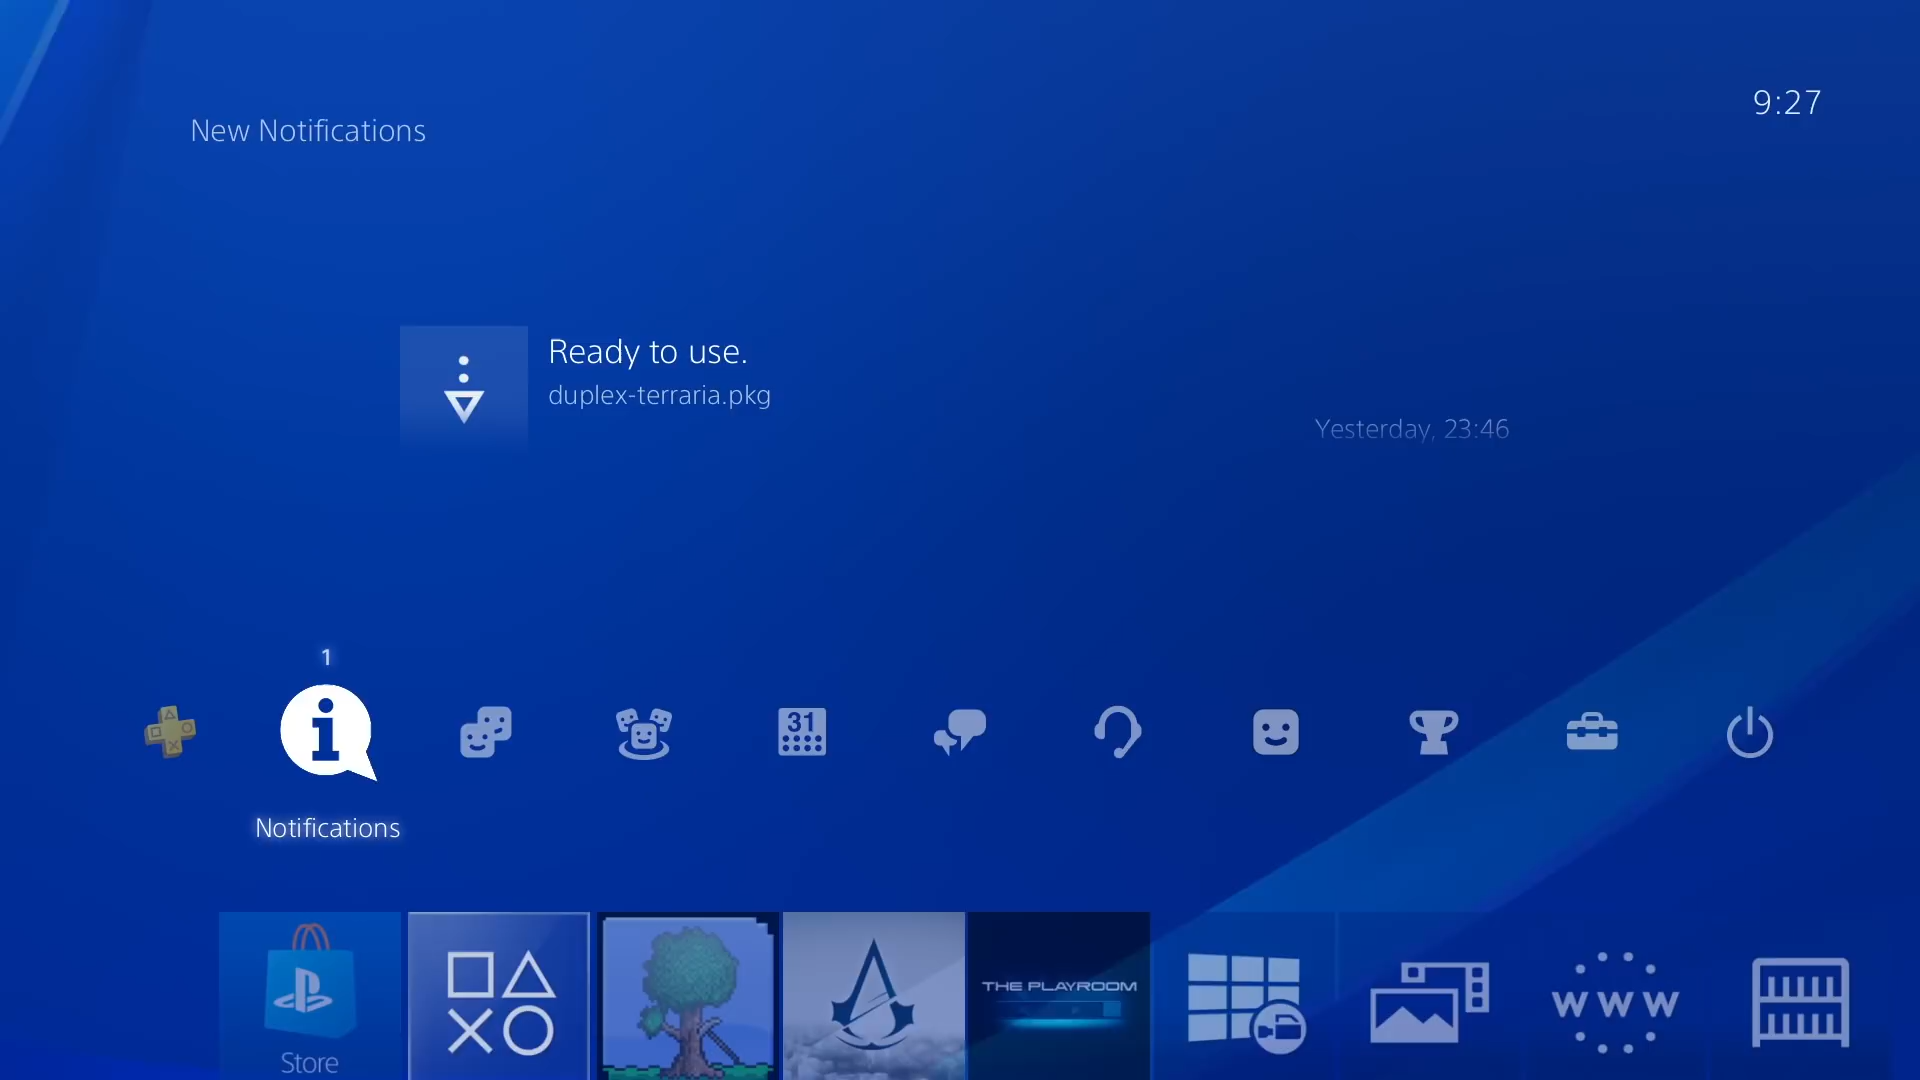 9:27
New Notifications
Ready to use.
duplex-terraria.pkg
Yesterday, 23:46
1
31
Notifications
THE PLAYROOM
www
Store